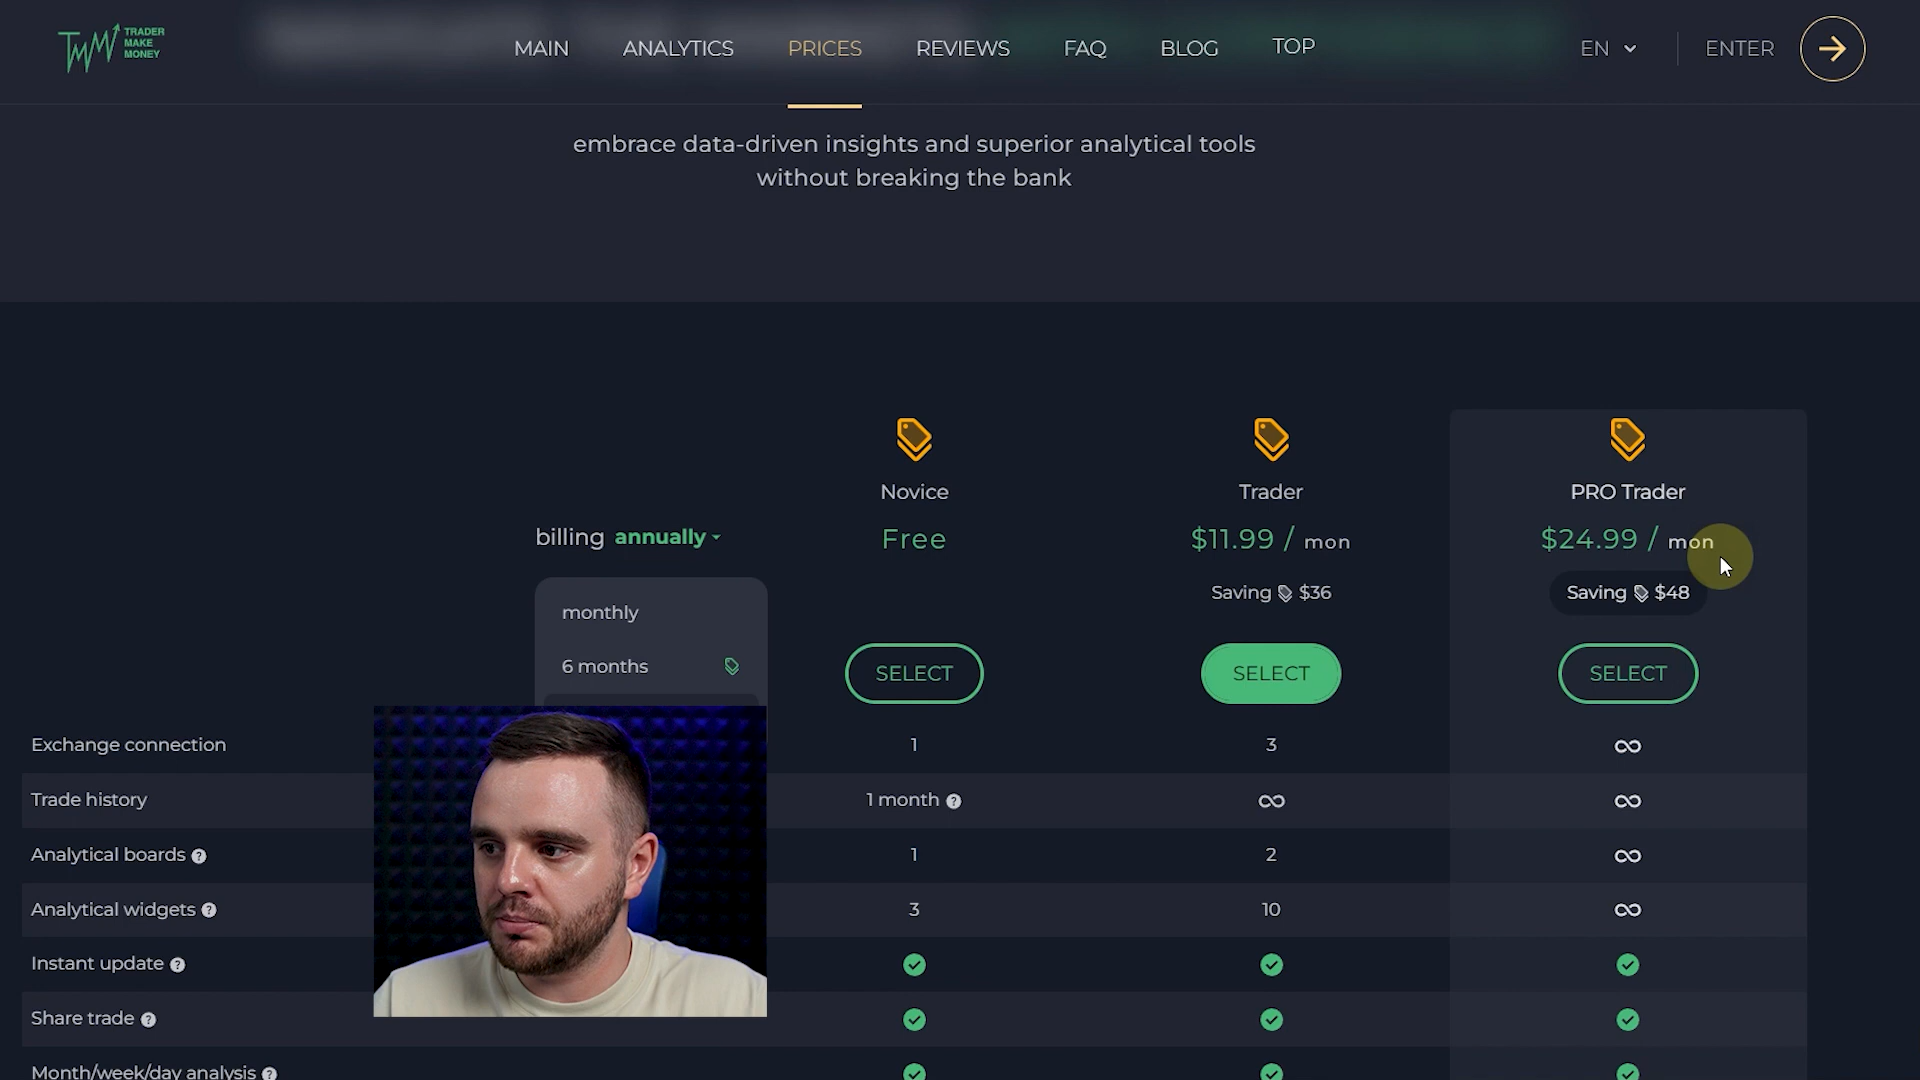 TRADER
MAKE
MONEY
MAIN
ANALYTICS
PRICES
REVIEWS
FAQ
BLOG
TOP
EN
ENTER
embrace data-driven insights and superior analytical tools
without breaking the bank
billing annually
monthly
6 months
Novice
Free
SELECT
Trader
$11.99 / mon
Saving $36
SELECT
PRO Trader
$24.99 / mon
Saving $48
SELECT
Exchange connection 1 3 ∞
Trade history 1 month ? ∞ ∞
Analytical boards ? 1 2 ∞
Analytical widgets ? 3 10 ∞
Instant update ?
Share trade ?
Month/week/day analysis ?